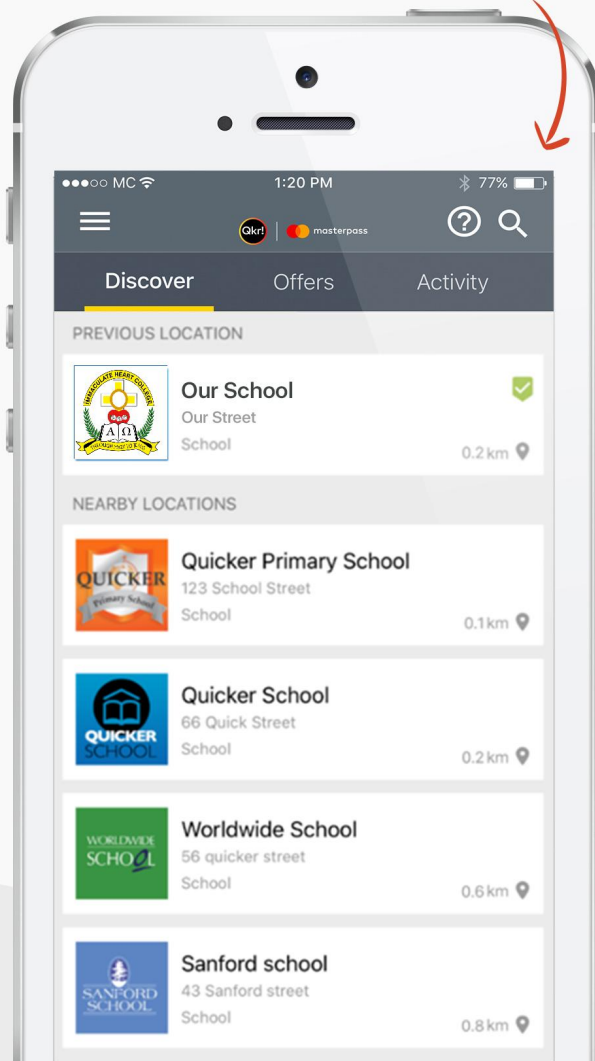 MC
1:20 PM
77%
Qkr!
masterpass
Discover
Offers
Activity
PREVIOUS LOCATION
IMMACULATE HEART COLLEGE
Α Ω
Our School
Our Street
School
0.2 km
NEARBY LOCATIONS
QUICKER
Primary School
Quicker Primary School
123 School Street
School
0.1 km
QUICKER
SCHOOL
Quicker School
66 Quick Street
School
0.2 km
WORLDWIDE
SCHOOL
Worldwide School
56 quicker street
School
0.6 km
SANFORD
SCHOOL
Sanford school
43 Sanford street
School
0.8 km